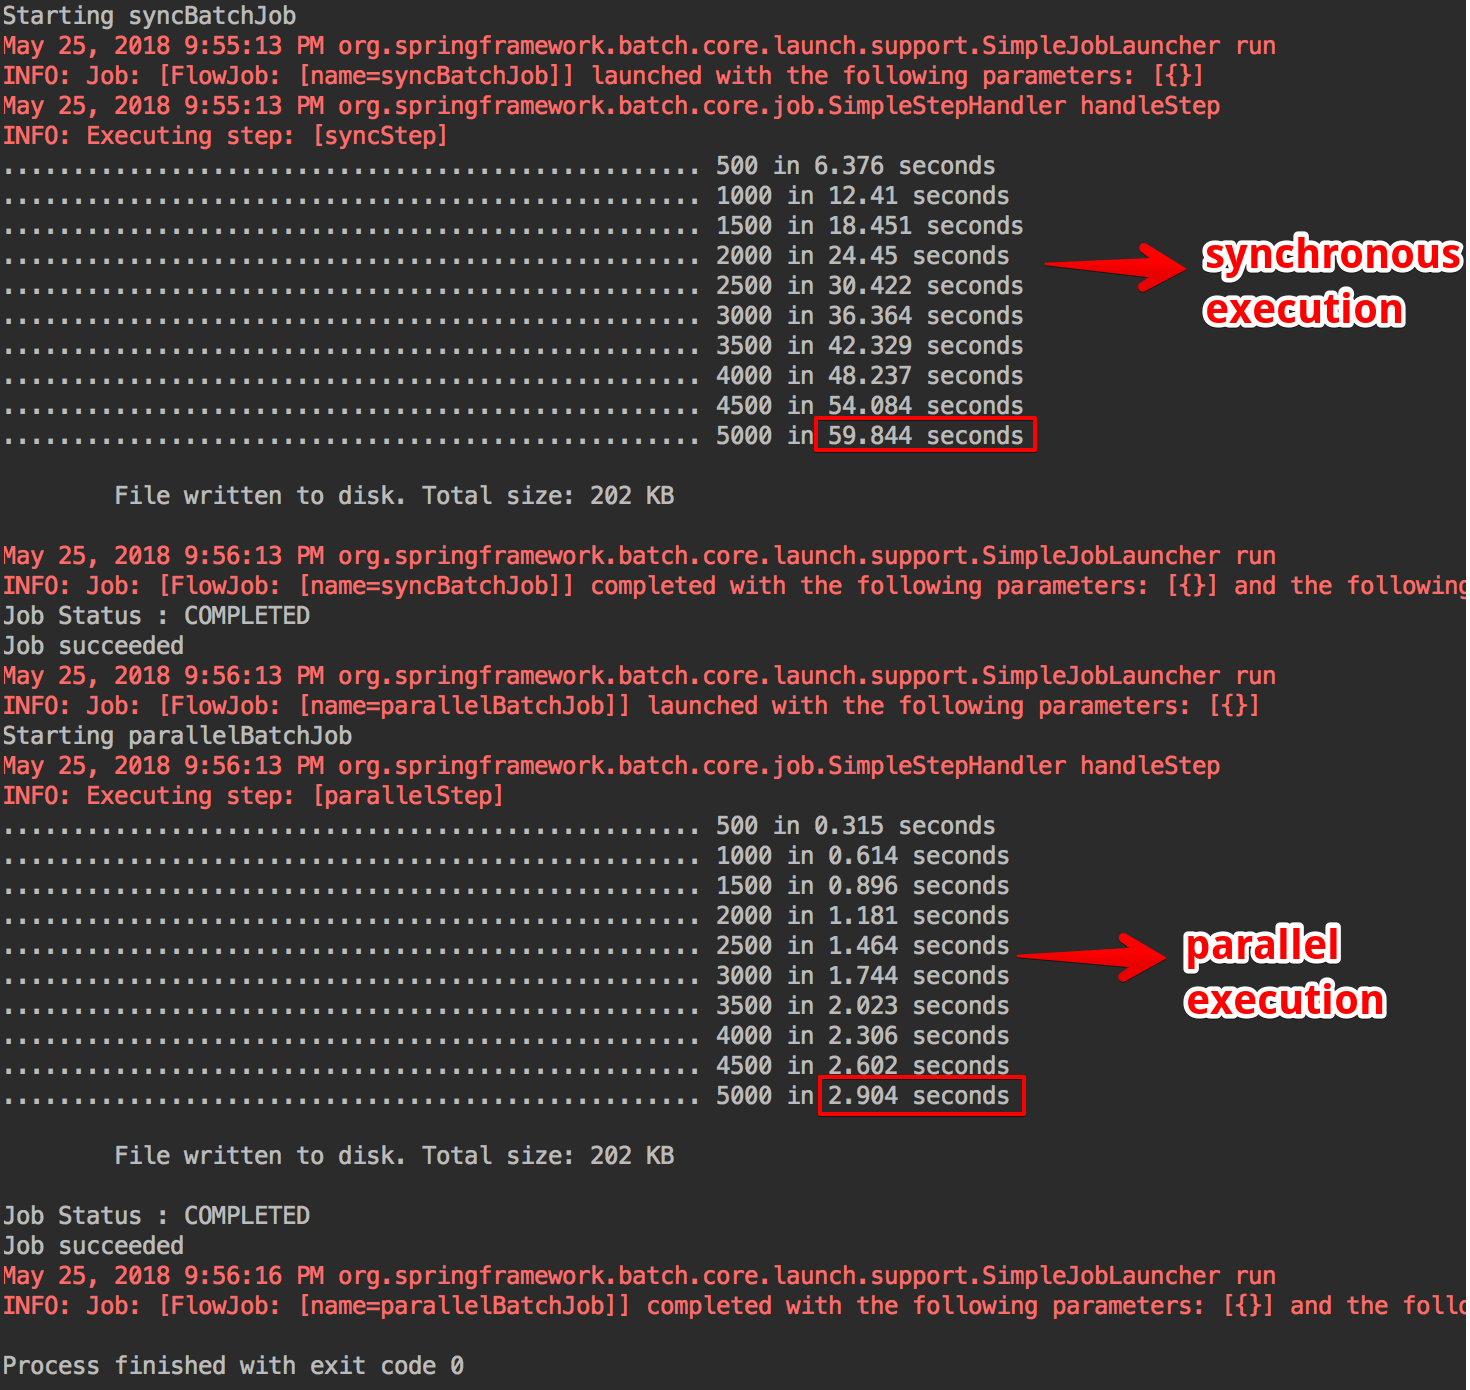 Starting syncBatchJob
May 25, 2018 9:55:13 PM org.springframework.batch.core.launch.support.SimpleJobLauncher run
INFO: Job: [FlowJob: [name=syncBatchJob]] launched with the following parameters: [{}]
May 25, 2018 9:55:13 PM org.springframework.batch.core.job.SimpleStepHandler handleStep
INFO: Executing step: [syncStep]
.................................................. 500 in 6.376 seconds
.................................................. 1000 in 12.41 seconds
.................................................. 1500 in 18.451 seconds
.................................................. 2000 in 24.45 seconds
.................................................. 2500 in 30.422 seconds
.................................................. 3000 in 36.364 seconds
.................................................. 3500 in 42.329 seconds
.................................................. 4000 in 48.237 seconds
.................................................. 4500 in 54.084 seconds
.................................................. 5000 in 59.844 seconds
synchronous
execution
File written to disk. Total size: 202 KB
May 25, 2018 9:56:13 PM org.springframework.batch.core.launch.support.SimpleJobLauncher run
INFO: Job: [FlowJob: [name=syncBatchJob]] completed with the following parameters: [{}] and the following
Job Status : COMPLETED
Job succeeded
May 25, 2018 9:56:13 PM org.springframework.batch.core.launch.support.SimpleJobLauncher run
INFO: Job: [FlowJob: [name=parallelBatchJob]] launched with the following parameters: [{}]
Starting parallelBatchJob
May 25, 2018 9:56:13 PM org.springframework.batch.core.job.SimpleStepHandler handleStep
INFO: Executing step: [parallelStep]
.................................................. 500 in 0.315 seconds
.................................................. 1000 in 0.614 seconds
.................................................. 1500 in 0.896 seconds
.................................................. 2000 in 1.181 seconds
.................................................. 2500 in 1.464 seconds
.................................................. 3000 in 1.744 seconds
.................................................. 3500 in 2.023 seconds
.................................................. 4000 in 2.306 seconds
.................................................. 4500 in 2.602 seconds
.................................................. 5000 in 2.904 seconds
parallel
execution
File written to disk. Total size: 202 KB
Job Status : COMPLETED
Job succeeded
May 25, 2018 9:56:16 PM org.springframework.batch.core.launch.support.SimpleJobLauncher run
INFO: Job: [FlowJob: [name=parallelBatchJob]] completed with the following parameters: [{}] and the follo
Process finished with exit code 0